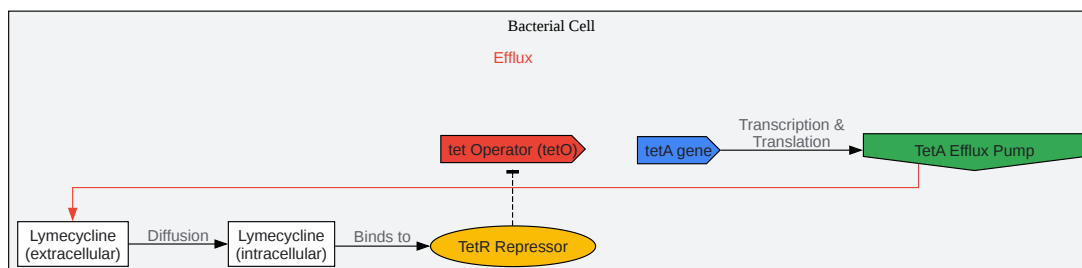 Bacterial Cell
Efflux
tet Operator (tetO)
tetA gene
Transcription &
Translation
TetA Efflux Pump
Lymecycline
(extracellular)
Diffusion
Lymecycline
(intracellular)
Binds to
TetR Repressor